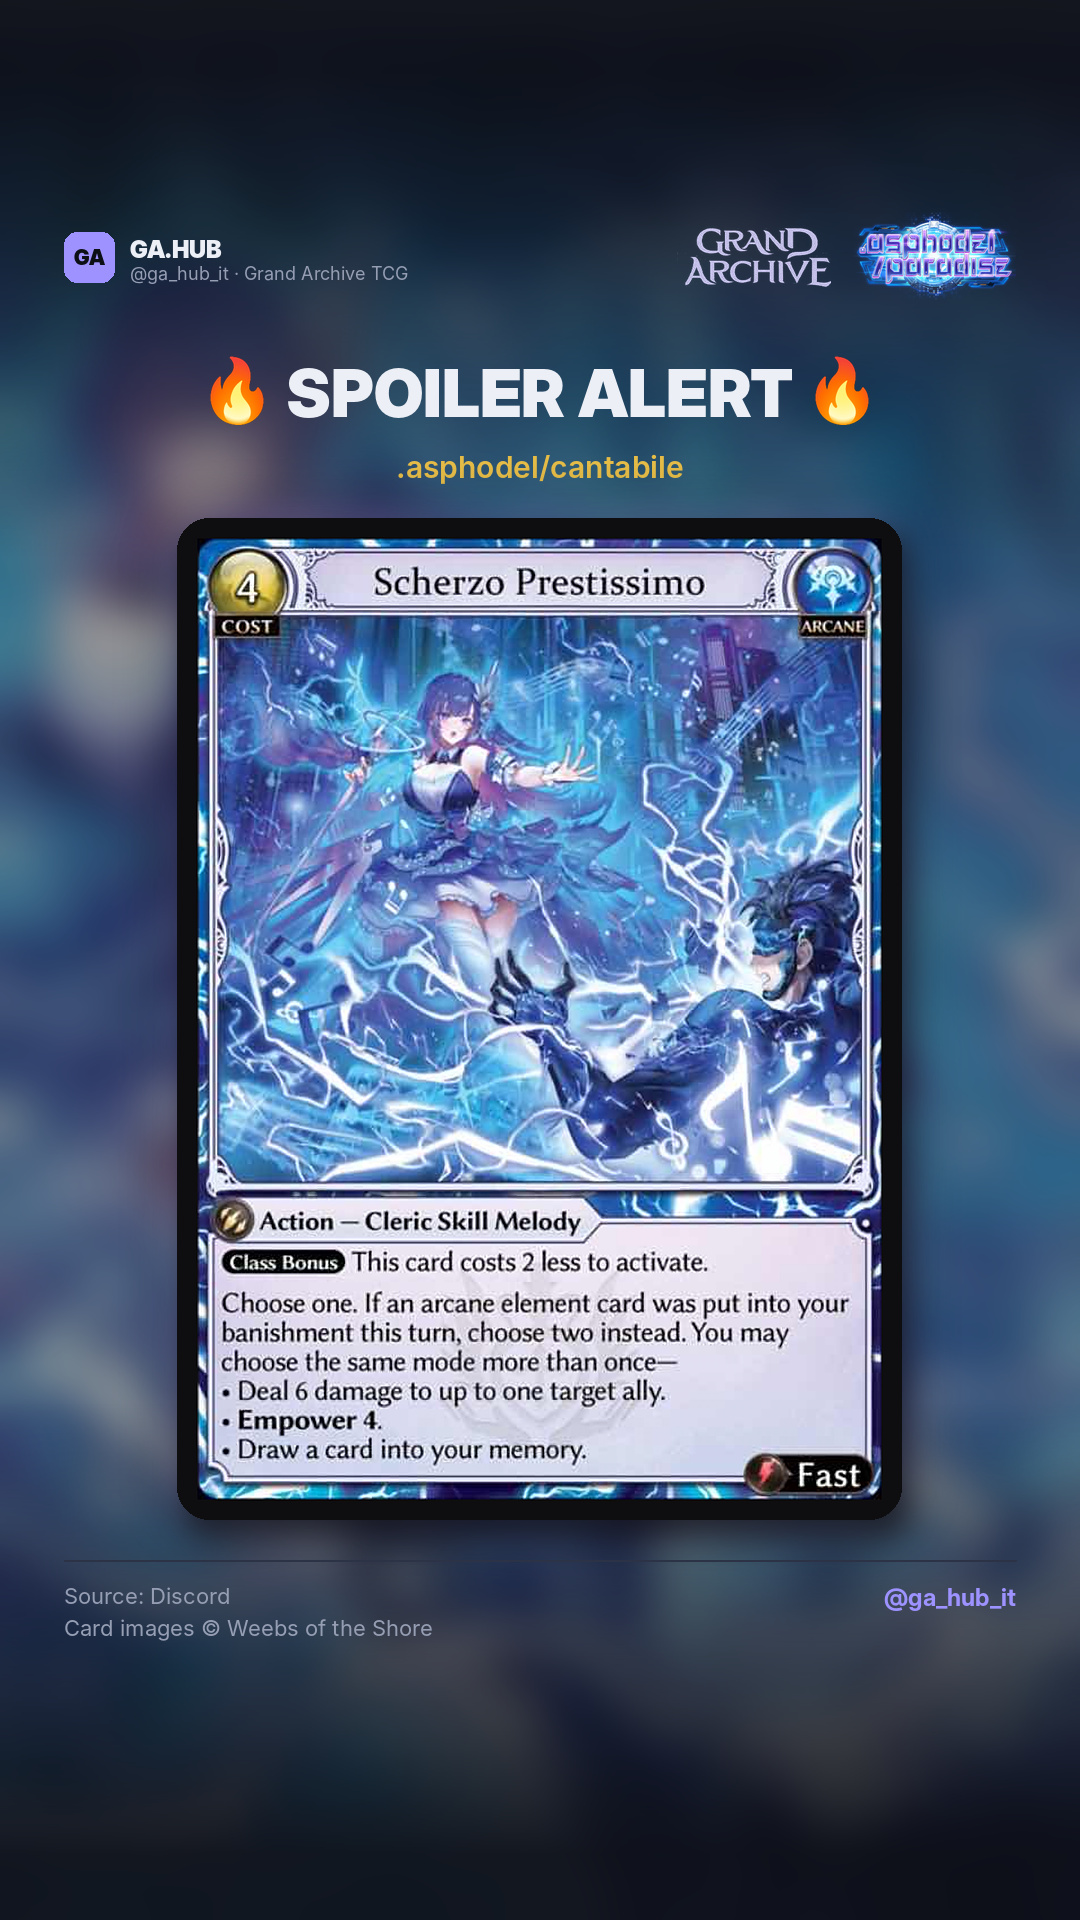 GA
GA.HUB
@ga_hub_it · Grand Archive TCG
GRAND
ARCHIVE
.asphodel
/paradise
🔥 SPOILER ALERT 🔥
.asphodel/cantabile
4
COST
Scherzo Prestissimo
ARCANE
Action — Cleric Skill Melody
Class Bonus This card costs 2 less to activate.
Choose one. If an arcane element card was put into your
banishment this turn, choose two instead. You may
choose the same mode more than once—
• Deal 6 damage to up to one target ally.
• Empower 4.
• Draw a card into your memory.
Fast
Source: Discord
@ga_hub_it
Card images © Weebs of the Shore